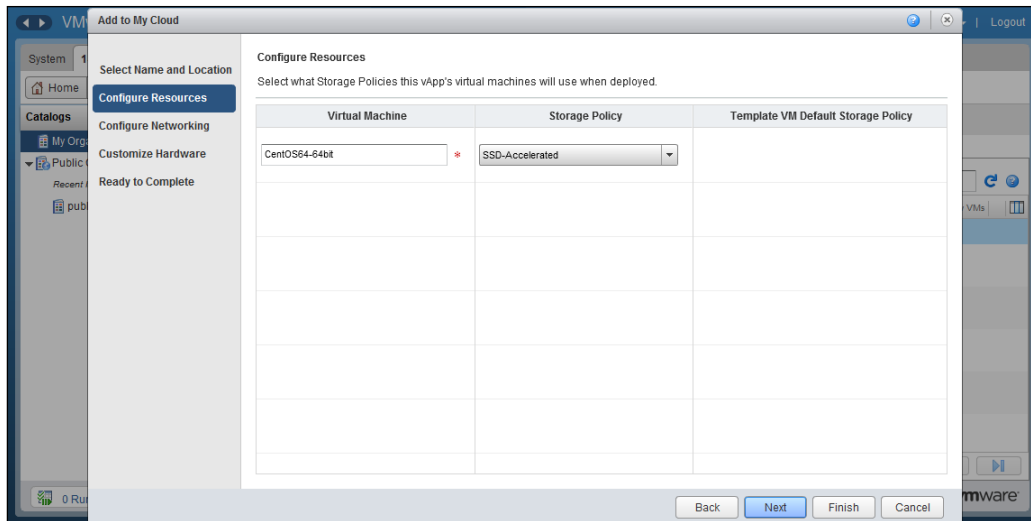 VM
Add to My Cloud
Logout
System
Home
Catalogs
My Orga
Public
Recent
publ
Select Name and Location
Configure Resources
Configure Networking
Customize Hardware
Ready to Complete
Configure Resources
Select what Storage Policies this vApp's virtual machines will use when deployed.
Virtual Machine Storage Policy Template VM Default Storage Policy
CentOS64-64bit * SSD-Accelerated
VMs
0 Ru
Back Next Finish Cancel
mware